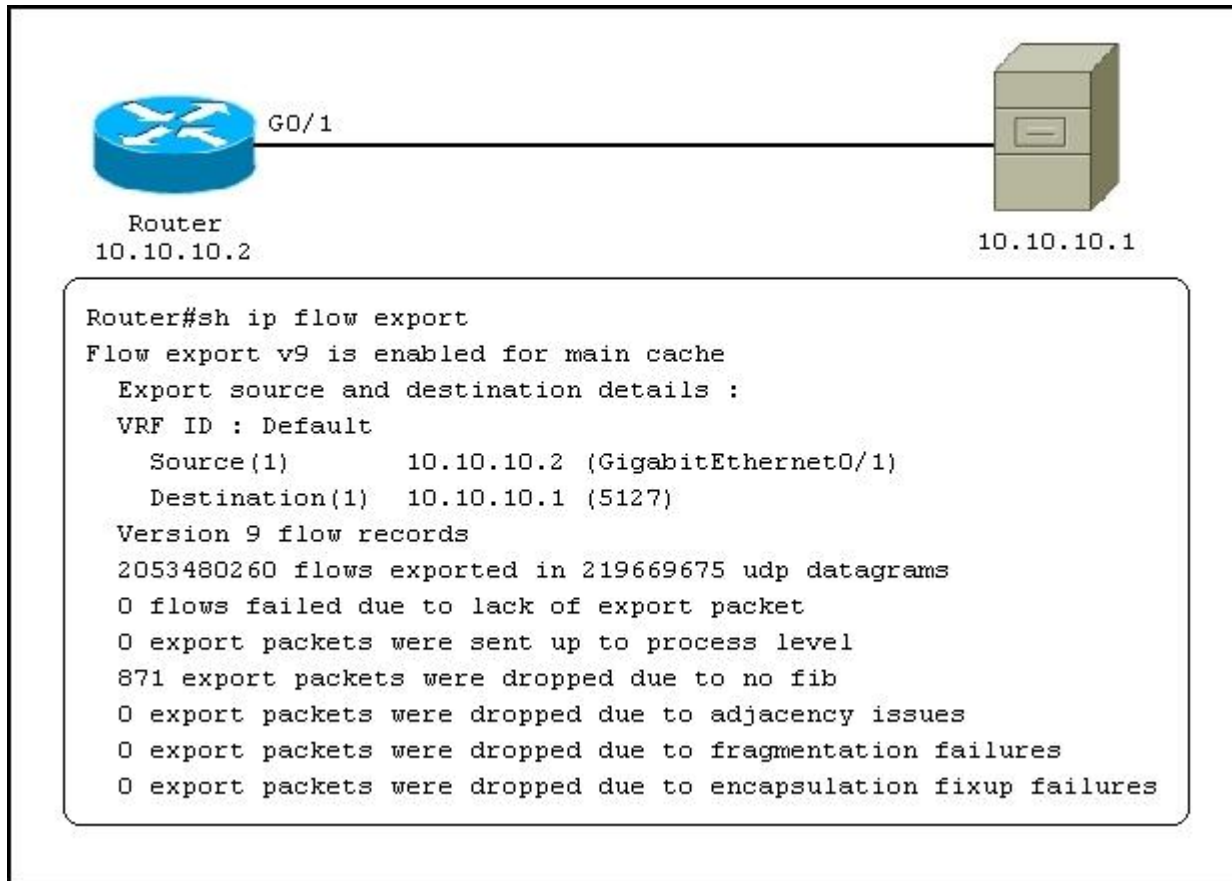 G0/1
Router
10.10.10.2
10.10.10.1
Router#sh ip flow export
Flow export v9 is enabled for main cache
Export source and destination details :
VRF ID : Default
Source(1) 10.10.10.2 (GigabitEthernet0/1)
Destination(1) 10.10.10.1 (5127)
Version 9 flow records
2053480260 flows exported in 219669675 udp datagrams
0 flows failed due to lack of export packet
0 export packets were sent up to process level
871 export packets were dropped due to no fib
0 export packets were dropped due to adjacency issues
0 export packets were dropped due to fragmentation failures
0 export packets were dropped due to encapsulation fixup failures